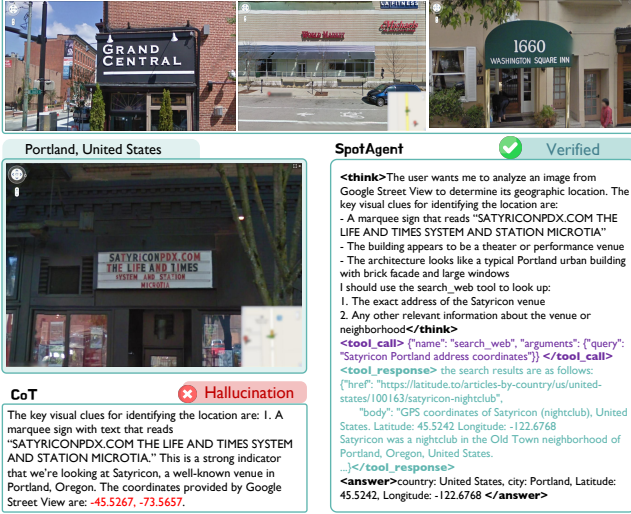 GRAND
CENTRAL
WORLD MARKET
Michaels
LA FITNESS
1660
WASHINGTON SQUARE INN
Portland, United States
SATYRICONPDX.COM
THE LIFE AND TIMES
SYSTEM AND STATION
MICROTIA
CoT
Hallucination
The key visual clues for identifying the location are: 1. A
marquee sign with text that reads
“SATYRICONPDX.COM THE LIFE AND TIMES SYSTEM
AND STATION MICROTIA.” This is a strong indicator
that we're looking at Satyricon, a well-known venue in
Portland, Oregon. The coordinates provided by Google
Street View are: -45.5267, -73.5657.
SpotAgent
Verified
<think>The user wants me to analyze an image from
Google Street View to determine its geographic location. The
key visual clues for identifying the location are:
- A marquee sign that reads “SATYRICONPDX.COM THE
LIFE AND TIMES SYSTEM AND STATION MICROTIA”
- The building appears to be a theater or performance venue
- The architecture looks like a typical Portland urban building
with brick facade and large windows
I should use the search_web tool to look up:
1. The exact address of the Satyricon venue
2. Any other relevant information about the venue or
neighborhood</think>
<tool_call> {"name": "search_web", "arguments": {"query":
"Satyricon Portland address coordinates"}} </tool_call>
<tool_response> the search results are as follows:
{"href": "https://latitude.to/articles-by-country/us/united-
states/100163/satyricon-nightclub",
"body": "GPS coordinates of Satyricon (nightclub), United
States. Latitude: 45.5242 Longitude: -122.6768
Satyricon was a nightclub in the Old Town neighborhood of
Portland, Oregon, United States.
...}</tool_response>
<answer>country: United States, city: Portland, Latitude:
45.5242, Longitude: -122.6768 </answer>